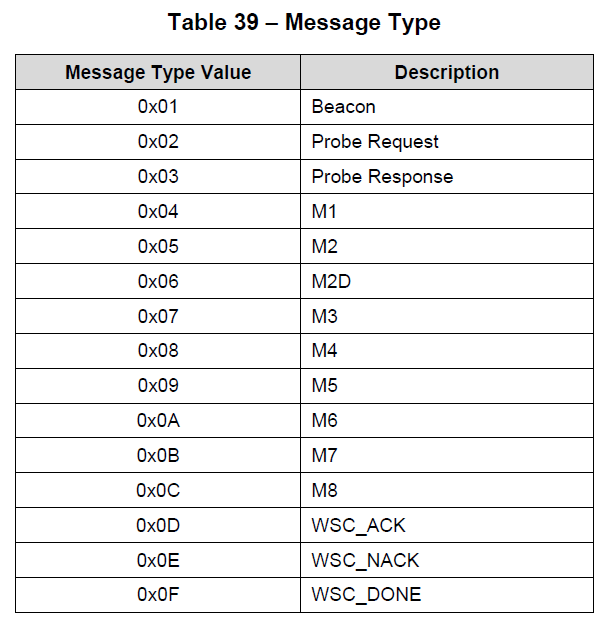 Table 39 – Message Type
Message Type Value Description
0x01 Beacon
0x02 Probe Request
0x03 Probe Response
0x04 M1
0x05 M2
0x06 M2D
0x07 M3
0x08 M4
0x09 M5
0x0A M6
0x0B M7
0x0C M8
0x0D WSC_ACK
0x0E WSC_NACK
0x0F WSC_DONE